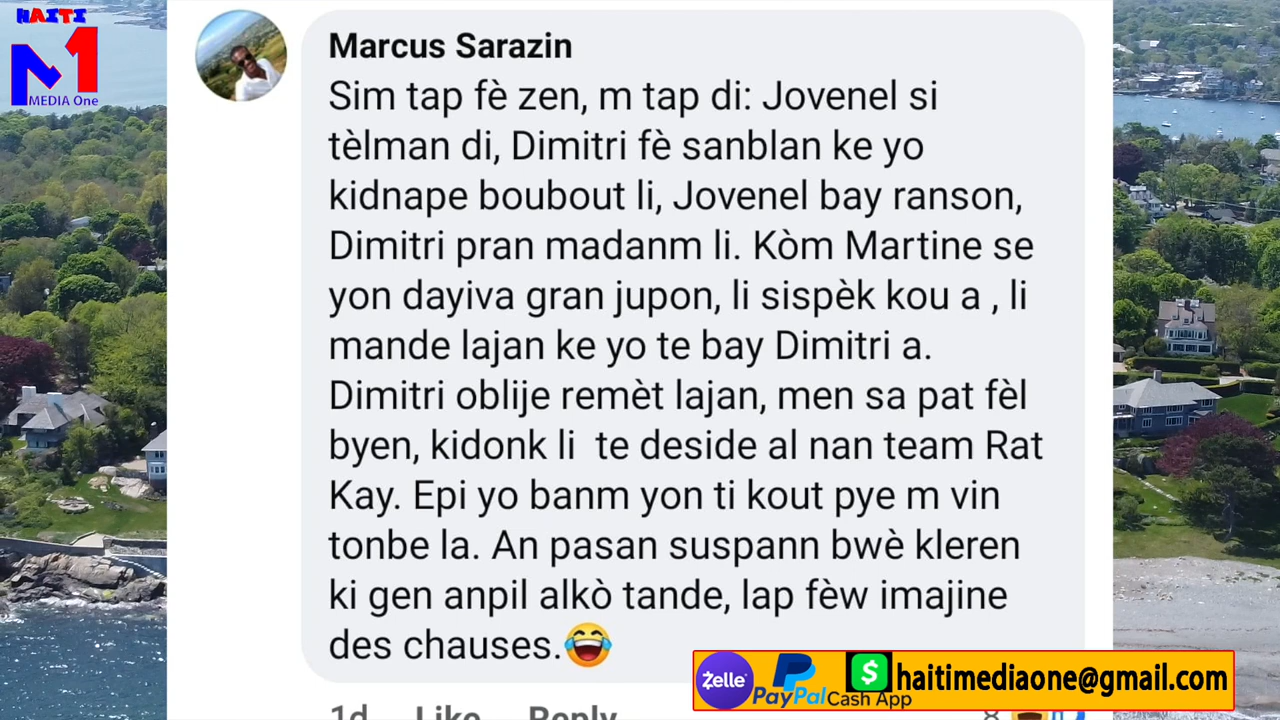 HAITI
M1
MEDIA One
Marcus Sarazin
Sim tap fè zen, m tap di: Jovenel si
tèlman di, Dimitri fè sanblan ke yo
kidnape boubout li, Jovenel bay ranson,
Dimitri pran madanm li. Kòm Martine se
yon dayiva gran jupon, li sispèk kou a , li
mande lajan ke yo te bay Dimitri a.
Dimitri oblije remèt lajan, men sa pat fèl
byen, kidonk li  te deside al nan team Rat
Kay. Epi yo banm yon ti kout pye m vin
tonbe la. An pasan suspann bwè kleren
ki gen anpil alkò tande, lap fèw imajine
des chauses.😂
1d Like Reply 8
Zelle PayPal $ Cash App haitimediaone@gmail.com